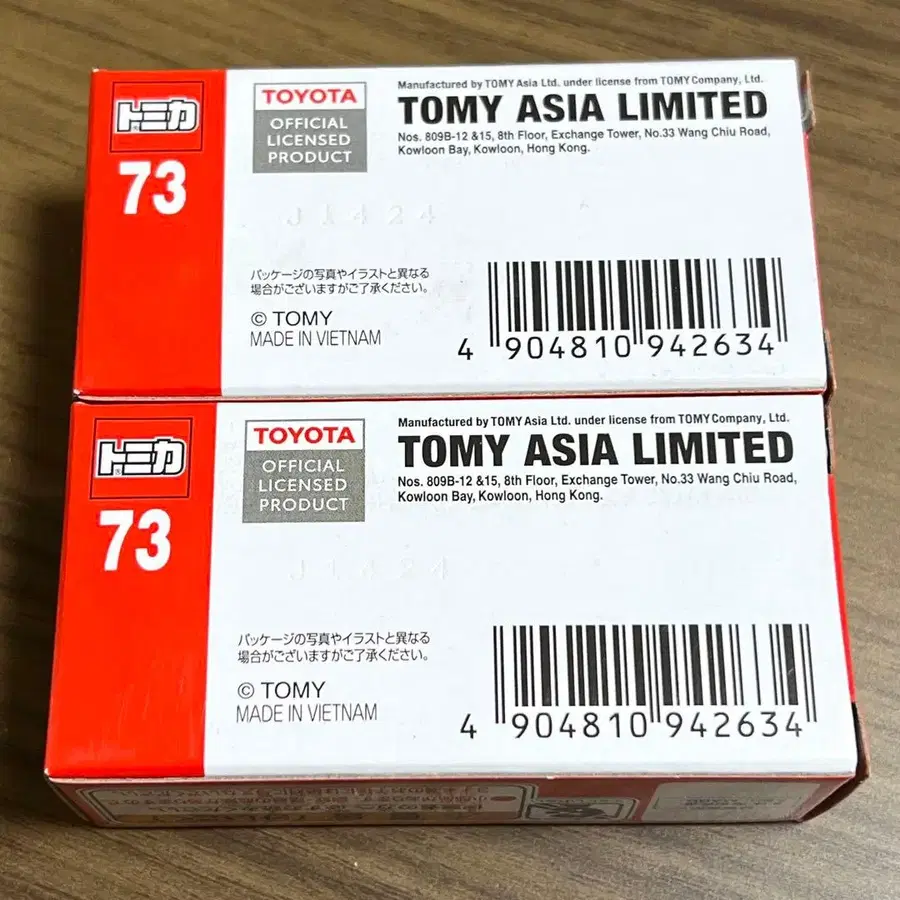 トミカ
73
TOYOTA
OFFICIAL
LICENSED
PRODUCT
Manufactured by TOMY Asia Ltd. under license from TOMY Company, Ltd.
TOMY ASIA LIMITED
Nos. 809B-12 &15, 8th Floor, Exchange Tower, No.33 Wang Chiu Road,
Kowloon Bay, Kowloon, Hong Kong.
J1424
パッケージの写真やイラストと異なる
場合がございますがご了承ください。
© TOMY
MADE IN VIETNAM
4 904810 942634
トミカ
73
TOYOTA
OFFICIAL
LICENSED
PRODUCT
Manufactured by TOMY Asia Ltd. under license from TOMY Company, Ltd.
TOMY ASIA LIMITED
Nos. 809B-12 &15, 8th Floor, Exchange Tower, No.33 Wang Chiu Road,
Kowloon Bay, Kowloon, Hong Kong.
J1424
パッケージの写真やイラストと異なる
場合がございますがご了承ください。
© TOMY
MADE IN VIETNAM
4 904810 942634